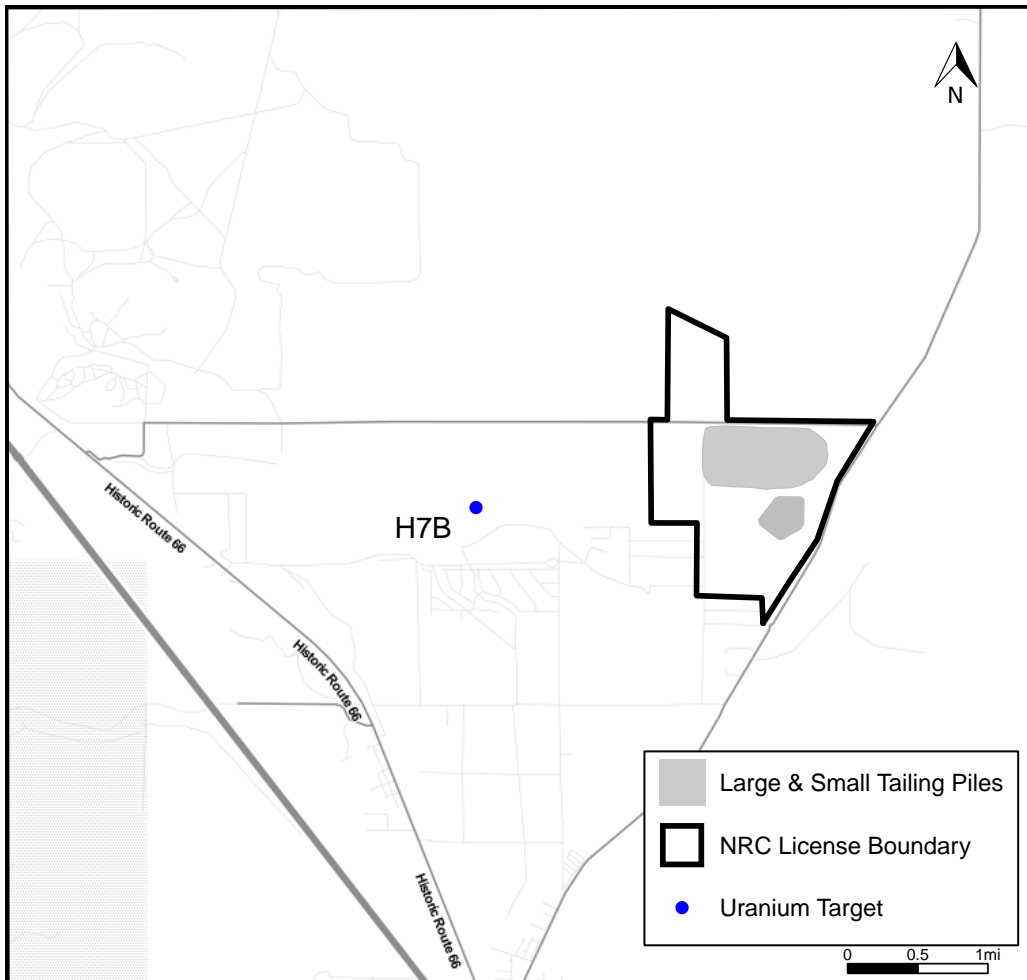 N
Historic Route 66
H7B
Historic Route 66
Large & Small Tailing Piles
NRC License Boundary
Uranium Target
Historic Route 66
0 0.5 1mi